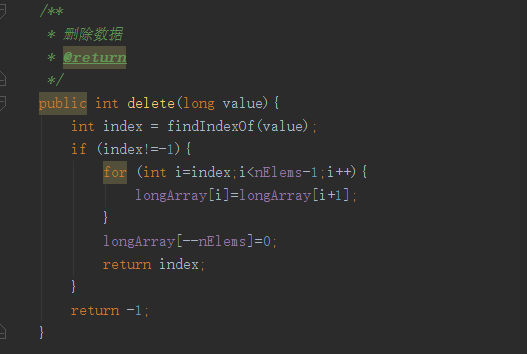 /**
 * 删除数据
 * @return
 */
public int delete(long value){
    int index = findIndexOf(value);
    if (index!=-1){
        for (int i=index;i<nElems-1;i++){
            longArray[i]=longArray[i+1];
        }
        longArray[--nElems]=0;
        return index;
    }
    return -1;
}